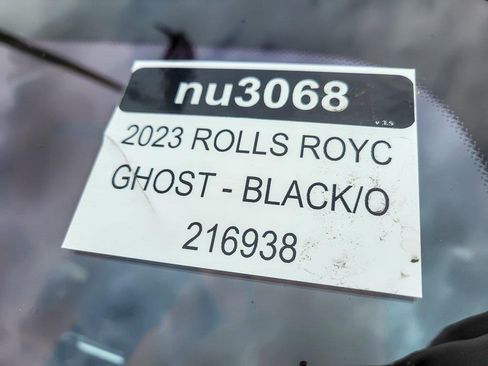 nu3068
v 3.5
2023 ROLLS ROYC
GHOST - BLACK/O
216938